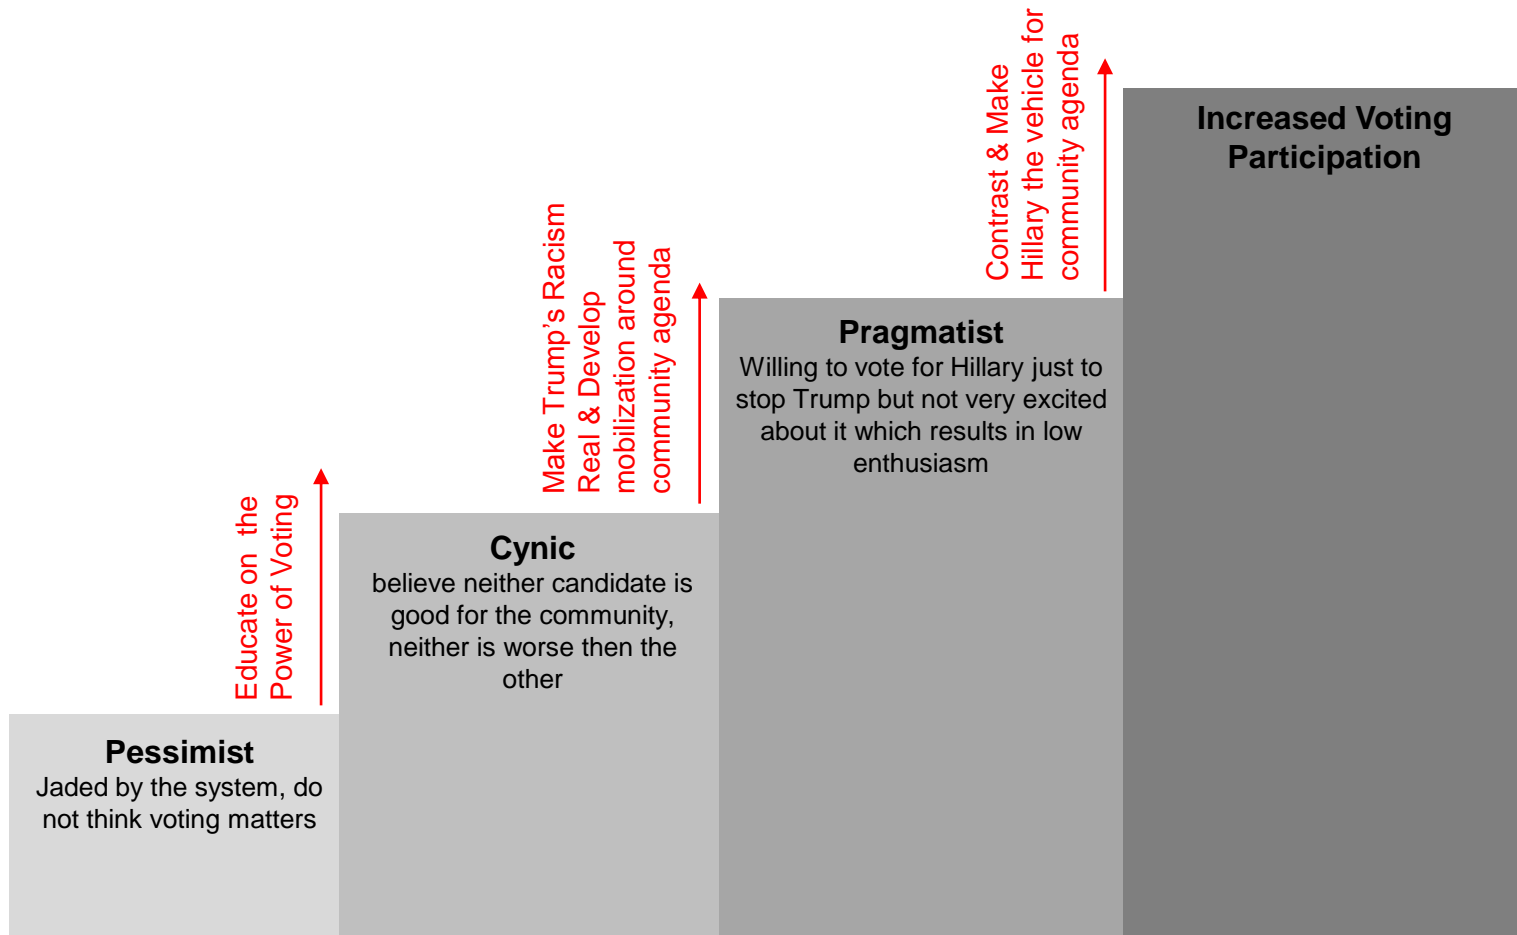 Pessimist
Jaded by the system, do
not think voting matters
Educate on the
Power of Voting
Cynic
believe neither candidate is
good for the community,
neither is worse then the
other
Make Trump's Racism
Real & Develop
mobilization around
community agenda
Pragmatist
Willing to vote for Hillary just to
stop Trump but not very excited
about it which results in low
enthusiasm
Contrast & Make
Hillary the vehicle for
community agenda
Increased Voting
Participation